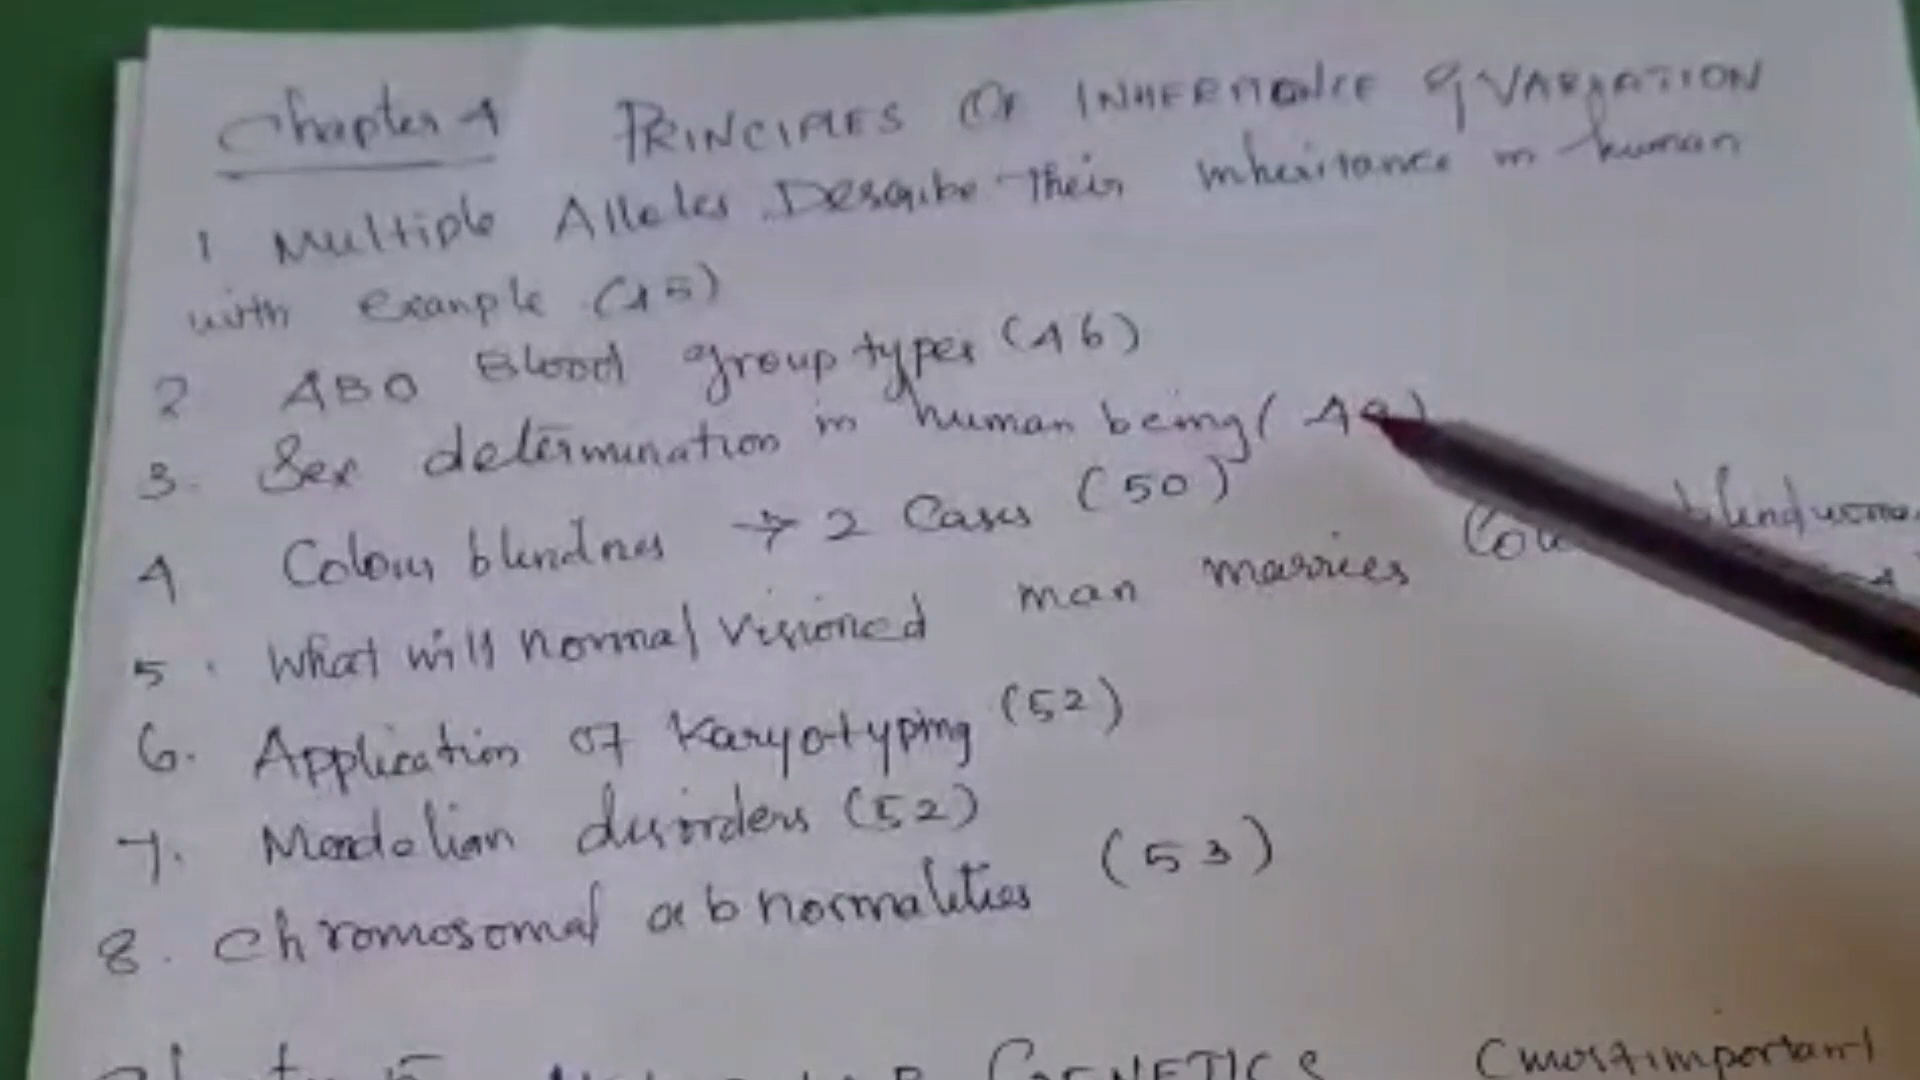 Chapter 4 PRINCIPLES OF INHERITANCE & VARIATION
1 Multiple Alleles Describe Their inheritance in human
with example (45)
2 ABO Blood group types (46)
3. Sex determination in human being (
4 Colour blindness → 2 Cases (50)
5. What will normal visioned man marries
6. Application of Karyotyping (52)
7. Mendelian disorders (52)
8. Chromosomal abnormalities (53)
GENETICS (most important